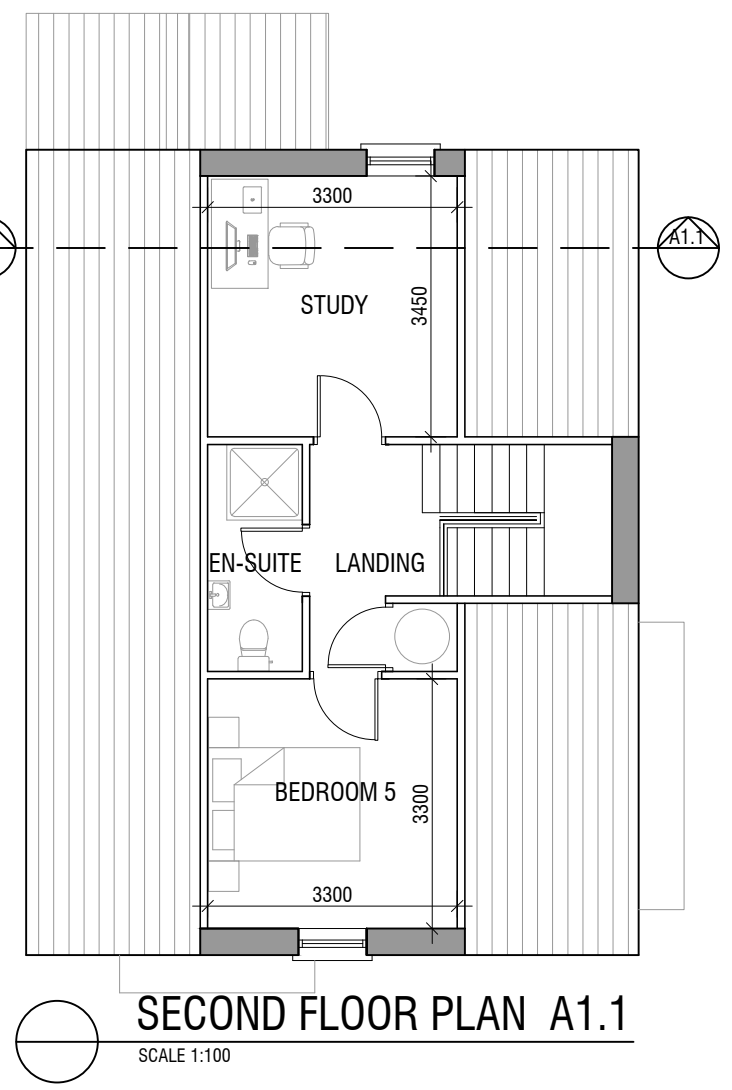 3300
A1.1
STUDY
3450
EN-SUITE
LANDING
BEDROOM 5
3300
3300
SECOND FLOOR PLAN A1.1
SCALE 1:100